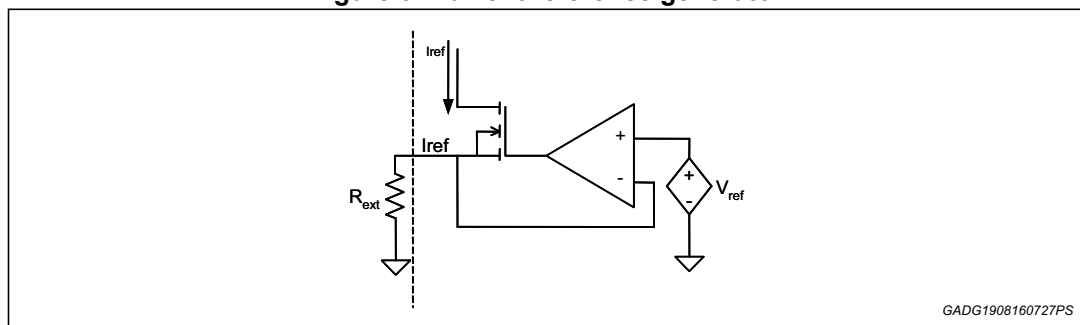 Iref
+
Iref
-
+
-
R_ext
V_ref
GADG1908160727PS